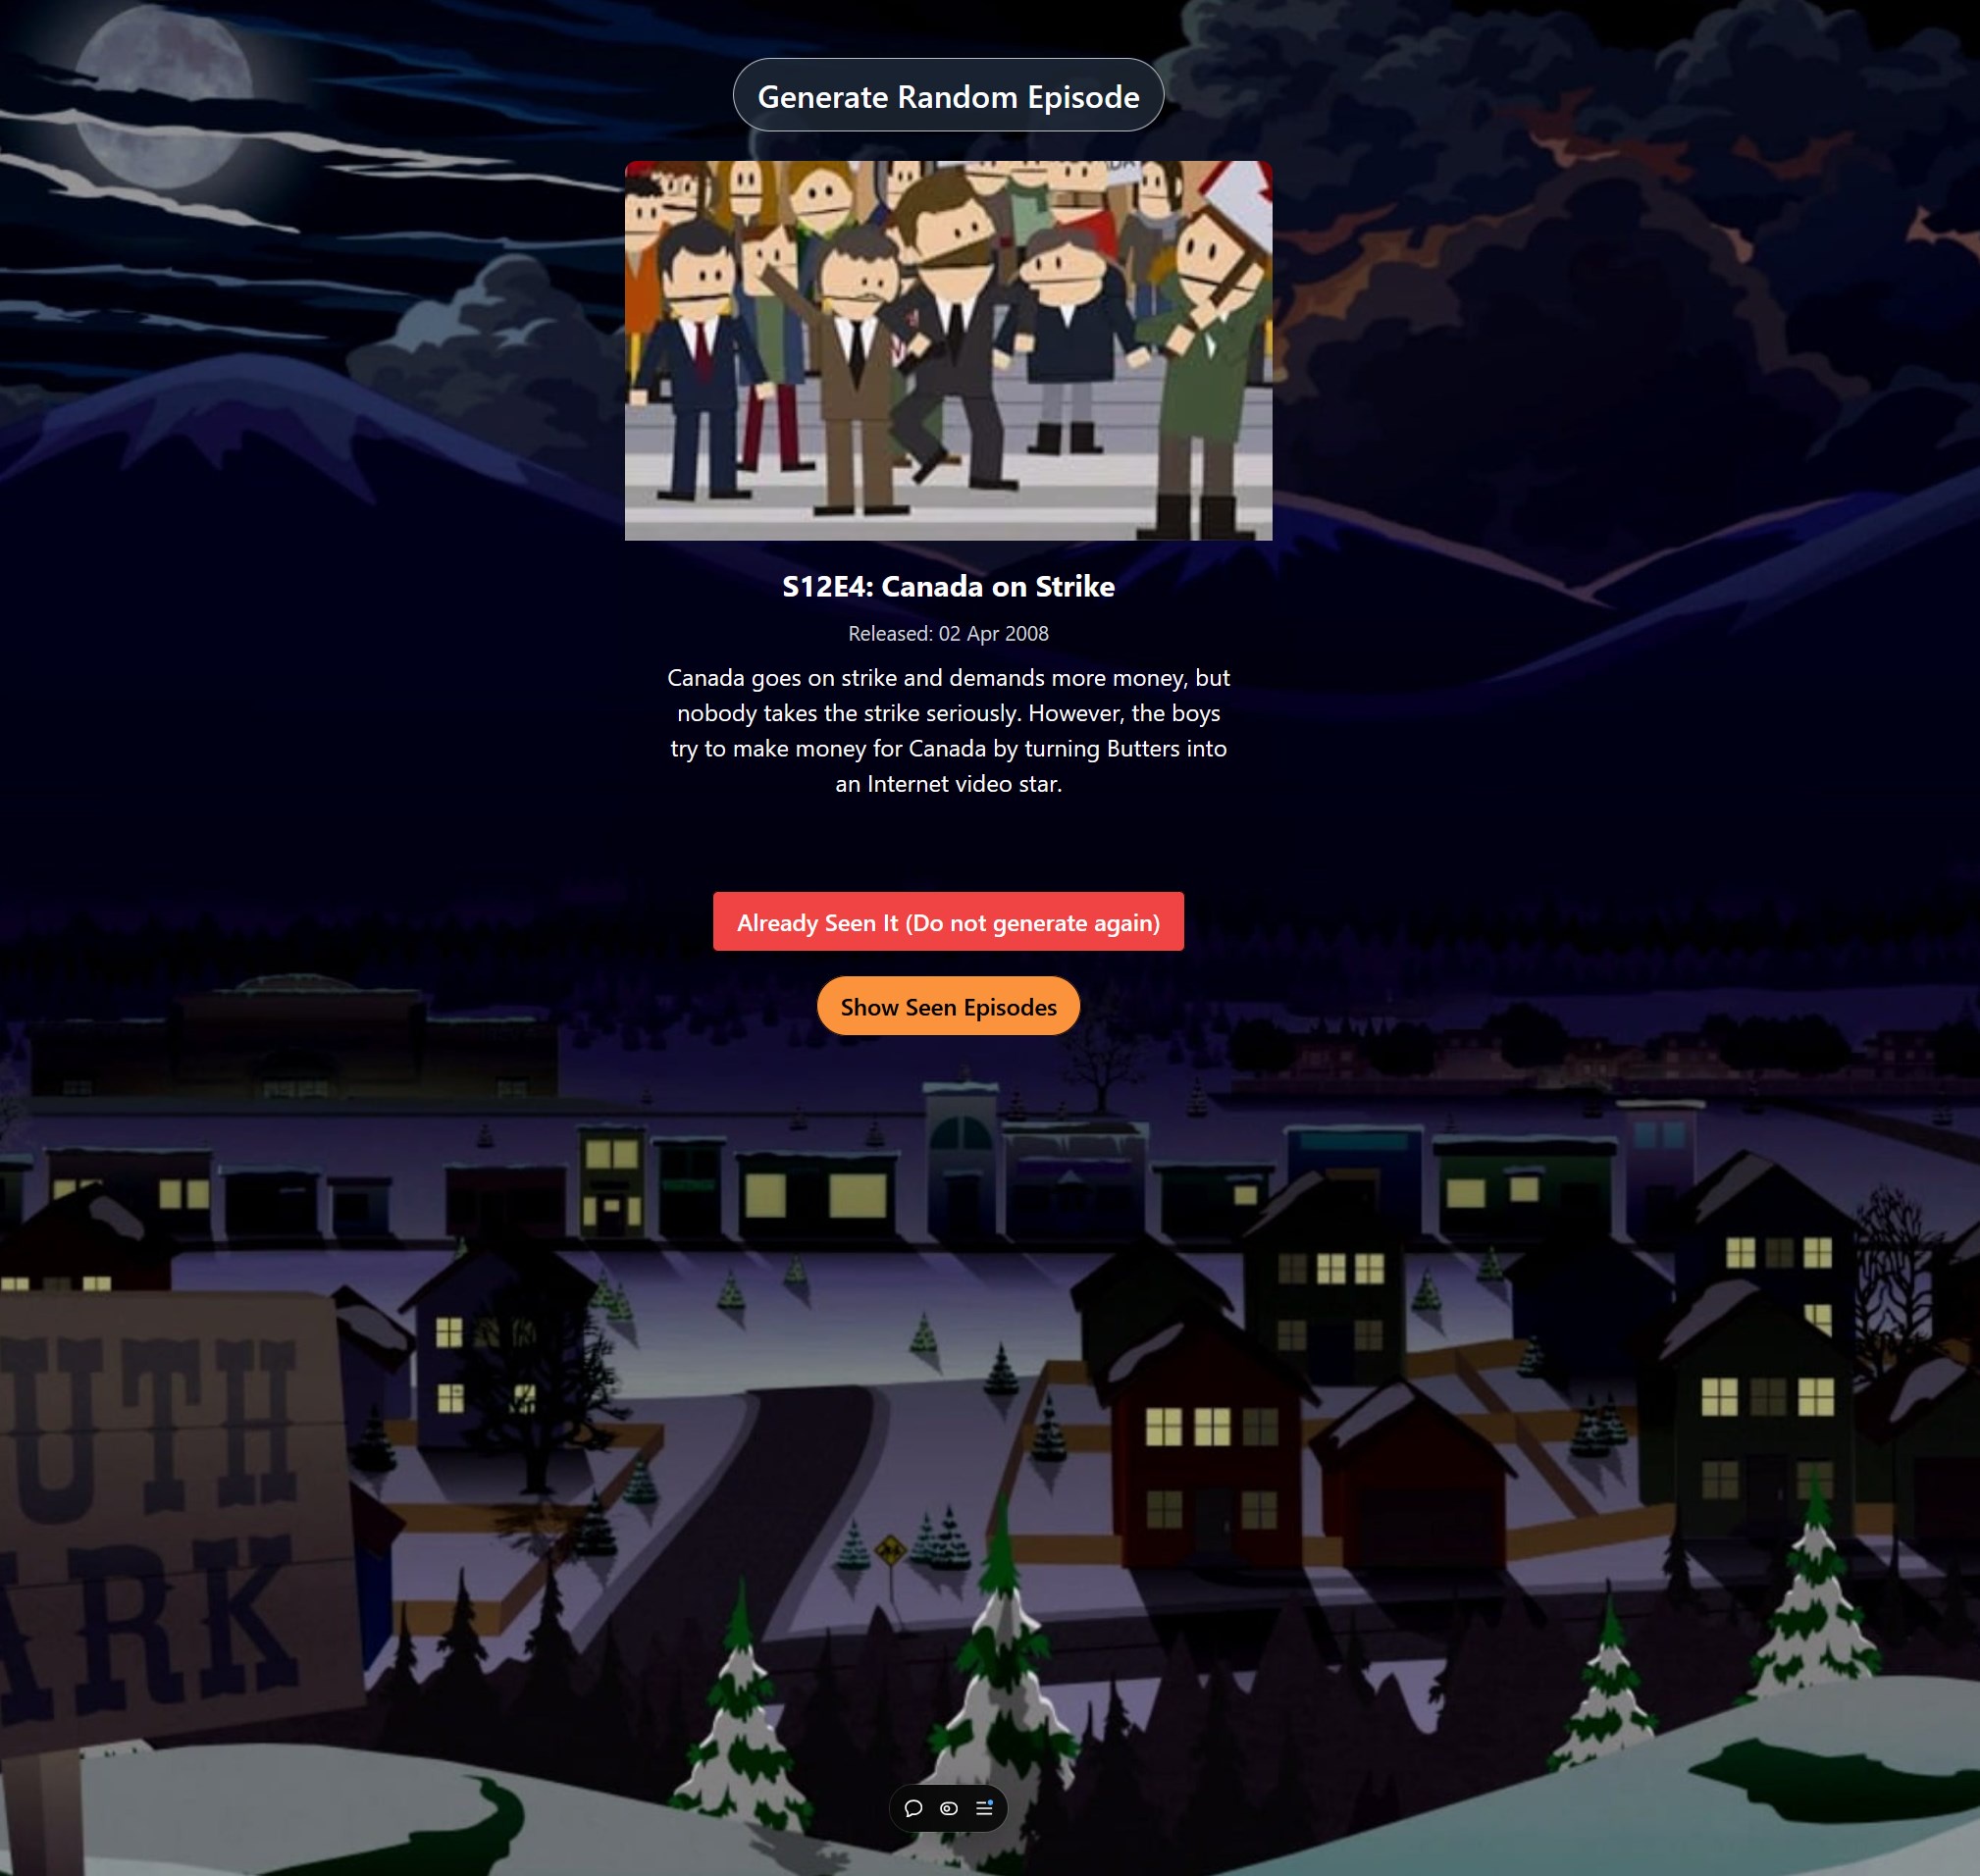 Generate Random Episode
S12E4: Canada on Strike
Released: 02 Apr 2008
Canada goes on strike and demands more money, but
nobody takes the strike seriously. However, the boys
try to make money for Canada by turning Butters into
an Internet video star.
Already Seen It (Do not generate again)
Show Seen Episodes
UTH
ARK